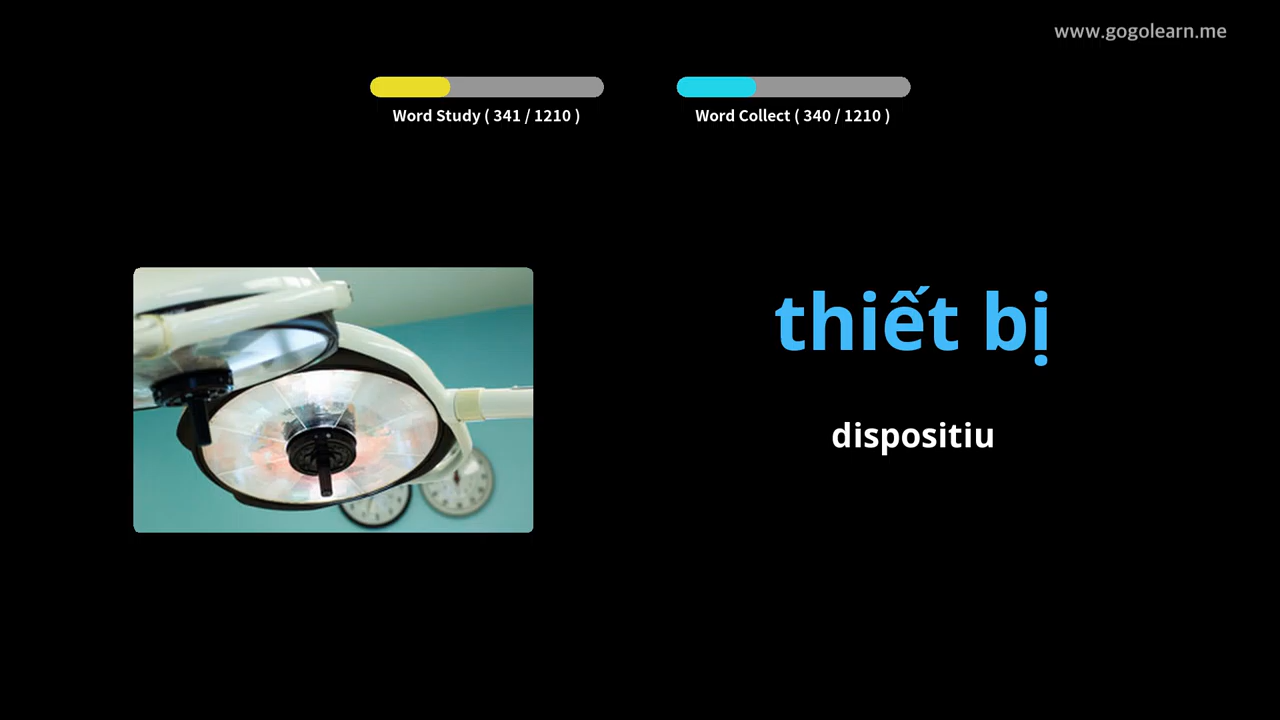 www.gogolearn.me
Word Study ( 341 / 1210 )
Word Collect ( 340 / 1210 )
thiết bị
dispositiu